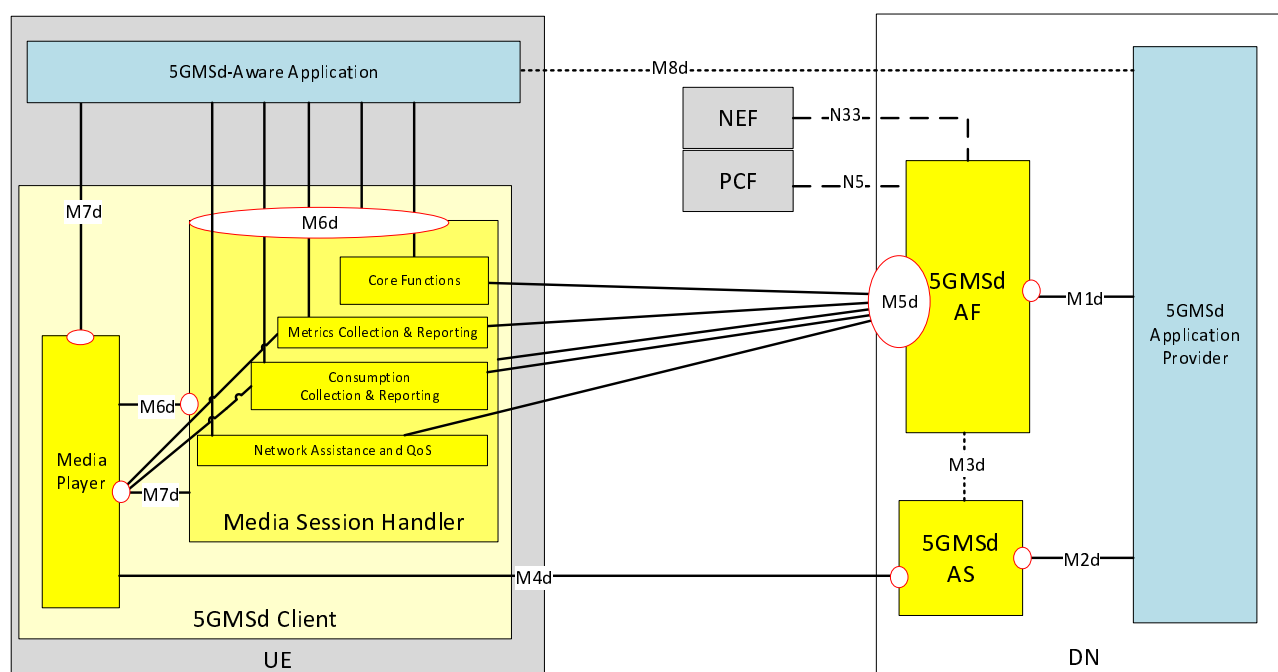 5GMSd-Aware Application
M8d
NEF
N33
PCF
N5
M7d
M6d
Core Functions
5GMSd
AF
M5d
M1d
5GMSd
Application
Provider
Metrics Collection & Reporting
Consumption
Collection & Reporting
M6d
Network Assistance and QoS
Media
Player
M7d
M3d
Media Session Handler
5GMSd
AS
M2d
M4d
5GMSd Client
UE
DN